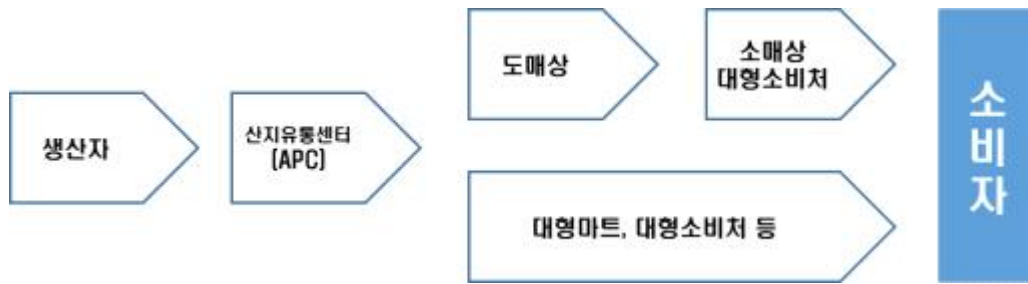 생산자
산지유통센터
[APC]
도매상
소매상
대형소비처
대형마트, 대형소비처 등
소비자